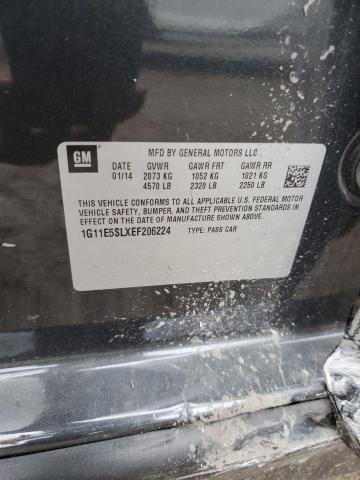 GM
MFD BY GENERAL MOTORS LLC
DATE GVWR GAWR FRT GAWR RR
01/14 2073 KG 1052 KG 1021 KG
4570 LB 2320 LB 2250 LB
THIS VEHICLE CONFORMS TO ALL APPLICABLE U.S. FEDERAL MOTOR
VEHICLE SAFETY, BUMPER, AND THEFT PREVENTION STANDARDS IN
EFFECT ON THE DATE OF MANUFACTURE SHOWN ABOVE.
1G11E5SLXEF206224 TYPE: PASS CAR